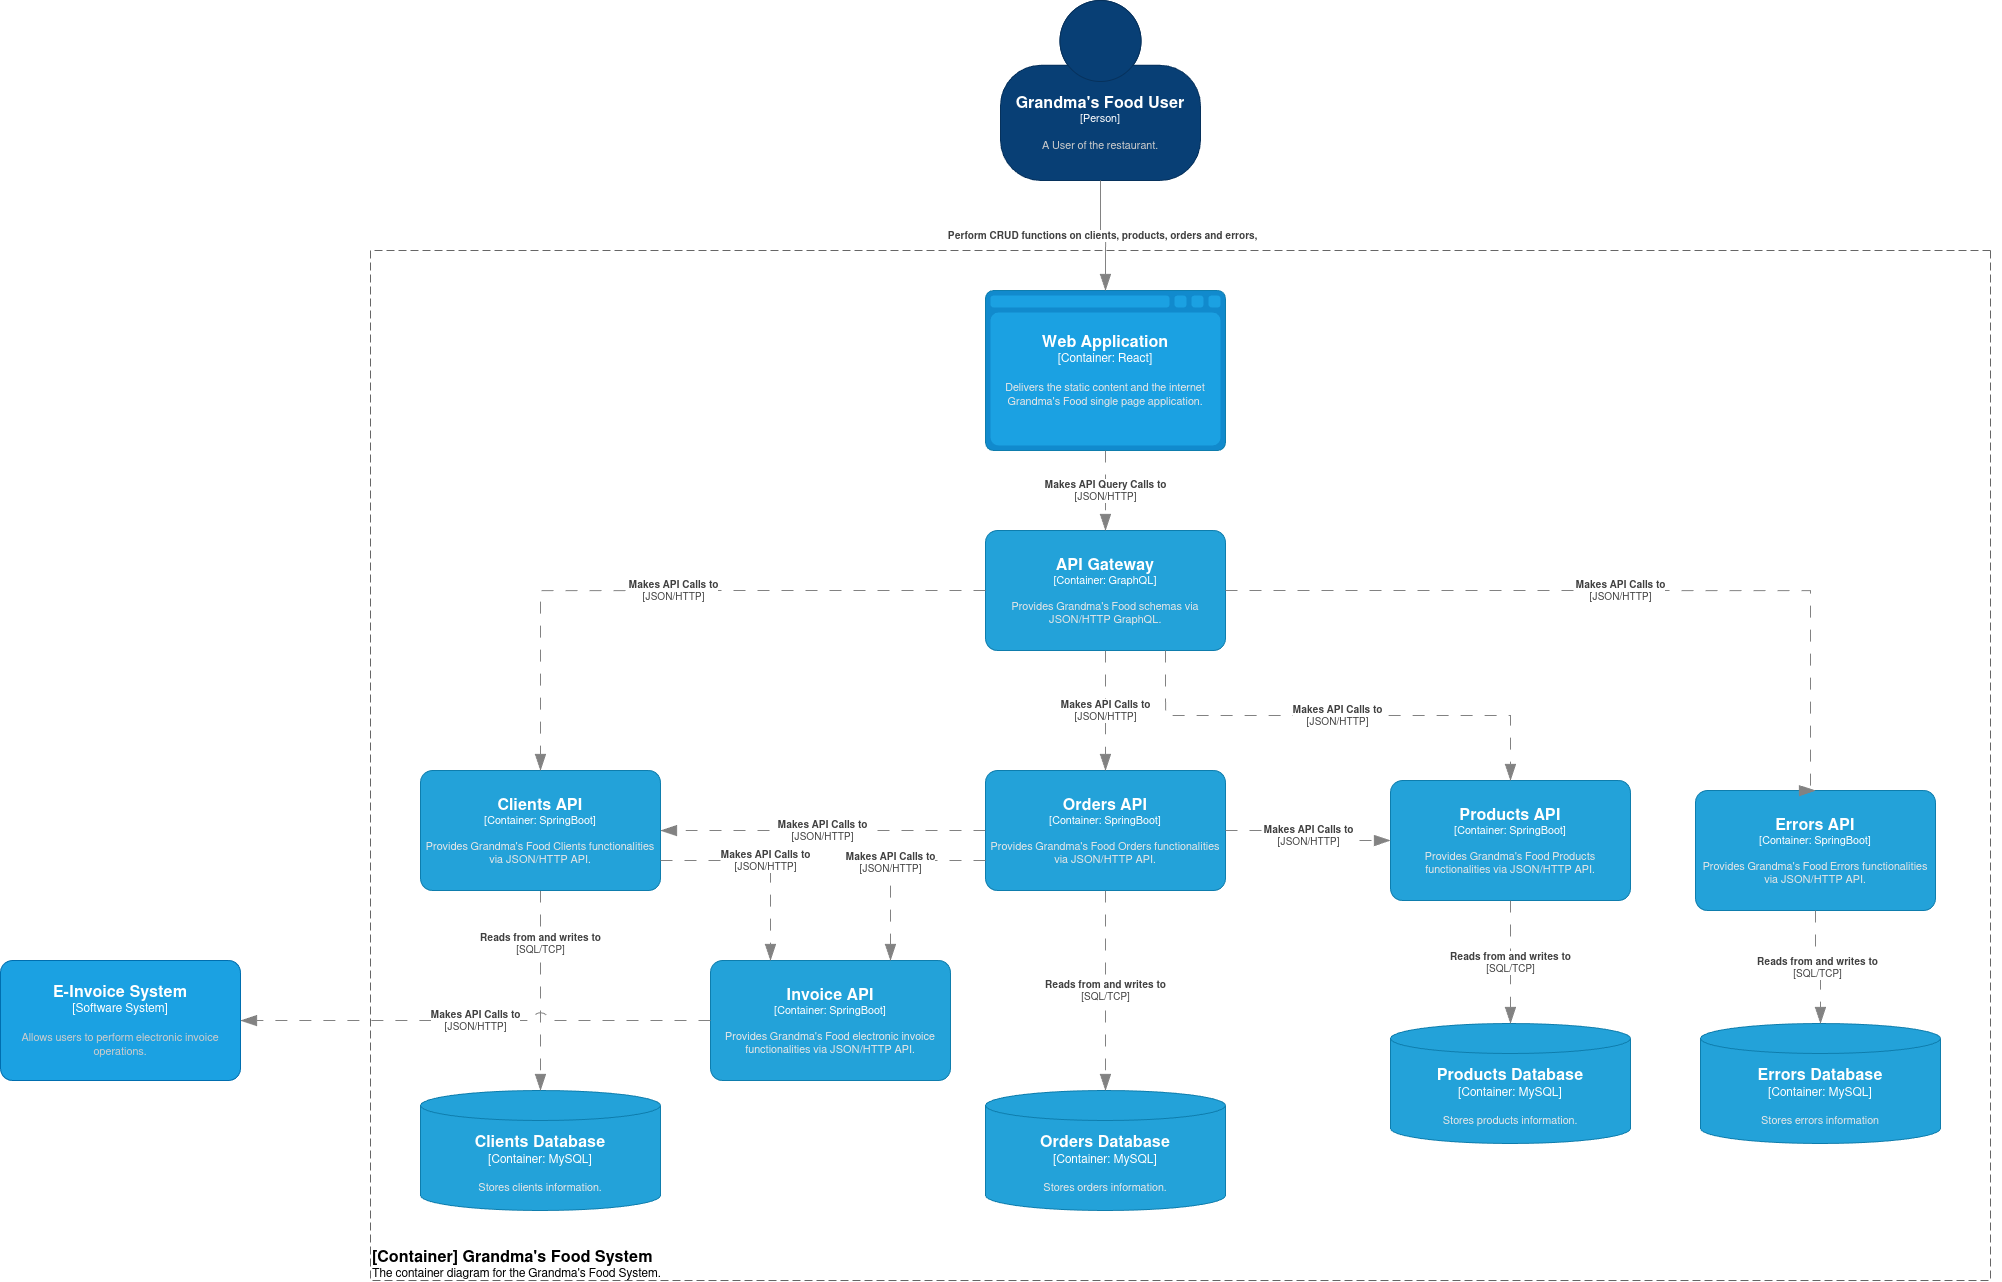 Grandma's Food User
[Person]
A User of the restaurant.
Perform CRUD functions on clients, products, orders and errors,
Web Application
[Container: React]
Delivers the static content and the internet
Grandma's Food single page application.
Makes API Query Calls to
[JSON/HTTP]
API Gateway
[Container: GraphQL]
Provides Grandma's Food schemas via
JSON/HTTP GraphQL.
Makes API Calls to
[JSON/HTTP]
Makes API Calls to
[JSON/HTTP]
Makes API Calls to
[JSON/HTTP]
Makes API Calls to
[JSON/HTTP]
Clients API
[Container: SpringBoot]
Provides Grandma's Food Clients functionalities
via JSON/HTTP API.
Makes API Calls to
[JSON/HTTP]
Makes API Calls to
[JSON/HTTP]
Makes API Calls to
[JSON/HTTP]
Orders API
[Container: SpringBoot]
Provides Grandma's Food Orders functionalities
via JSON/HTTP API.
Makes API Calls to
[JSON/HTTP]
Products API
[Container: SpringBoot]
Provides Grandma's Food Products
functionalities via JSON/HTTP API.
Errors API
[Container: SpringBoot]
Provides Grandma's Food Errors functionalities
via JSON/HTTP API.
Reads from and writes to
[SQL/TCP]
Reads from and writes to
[SQL/TCP]
Reads from and writes to
[SQL/TCP]
Reads from and writes to
[SQL/TCP]
E-Invoice System
[Software System]
Allows users to perform electronic invoice
operations.
Makes API Calls to
[JSON/HTTP]
Invoice API
[Container: SpringBoot]
Provides Grandma's Food electronic invoice
functionalities via JSON/HTTP API.
Products Database
[Container: MySQL]
Stores products information.
Errors Database
[Container: MySQL]
Stores errors information
Clients Database
[Container: MySQL]
Stores clients information.
Orders Database
[Container: MySQL]
Stores orders information.
[Container] Grandma's Food System
The container diagram for the Grandma's Food System.